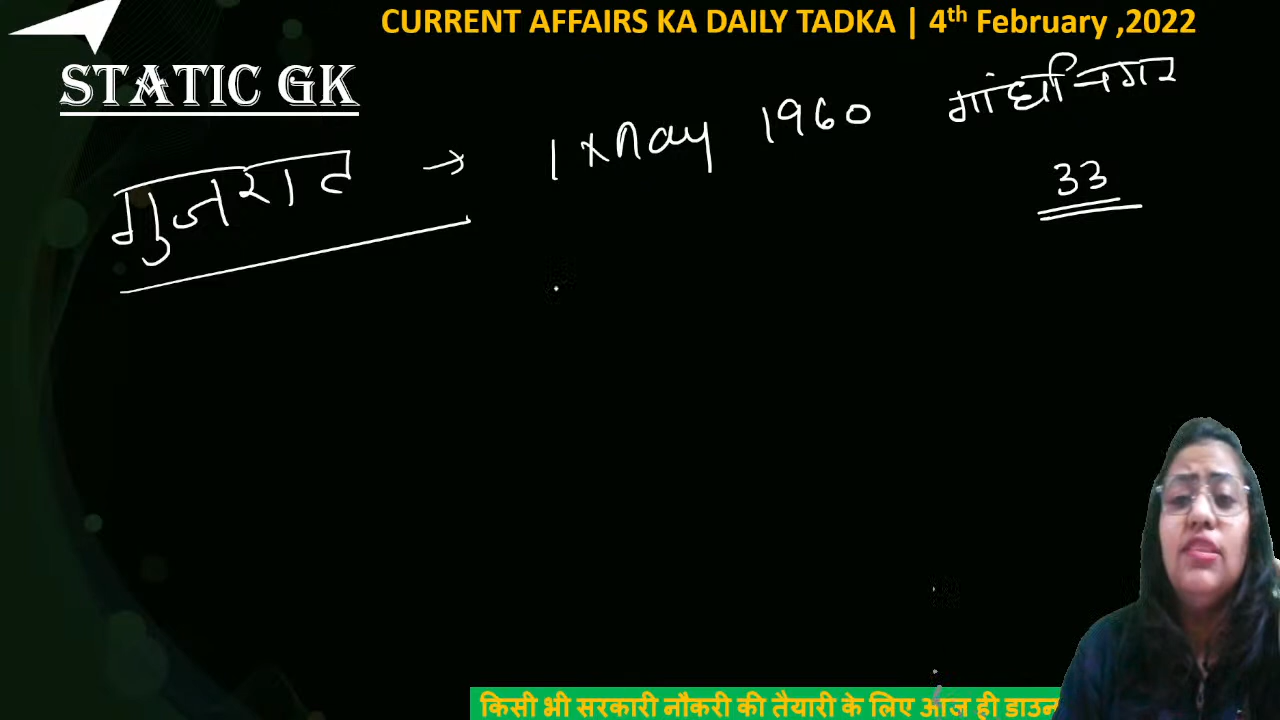 CURRENT AFFAIRS KA DAILY TADKA | 4th February ,2022
STATIC GK
गुजरात → 1 May 1960 गांधीनगर
33
किसी भी सरकारी नौकरी की तैयारी के लिए आज ही डाउन